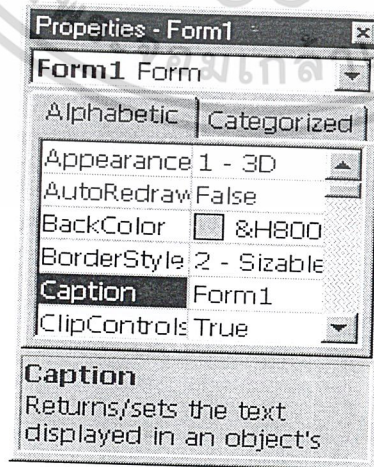 Properties - Form1
Form1 Form
Alphabetic Categorized
Appearance 1 - 3D
AutoRedraw False
BackColor &H800
BorderStyle 2 - Sizable
Caption Form1
ClipControls True
Caption
Returns/sets the text
displayed in an object's